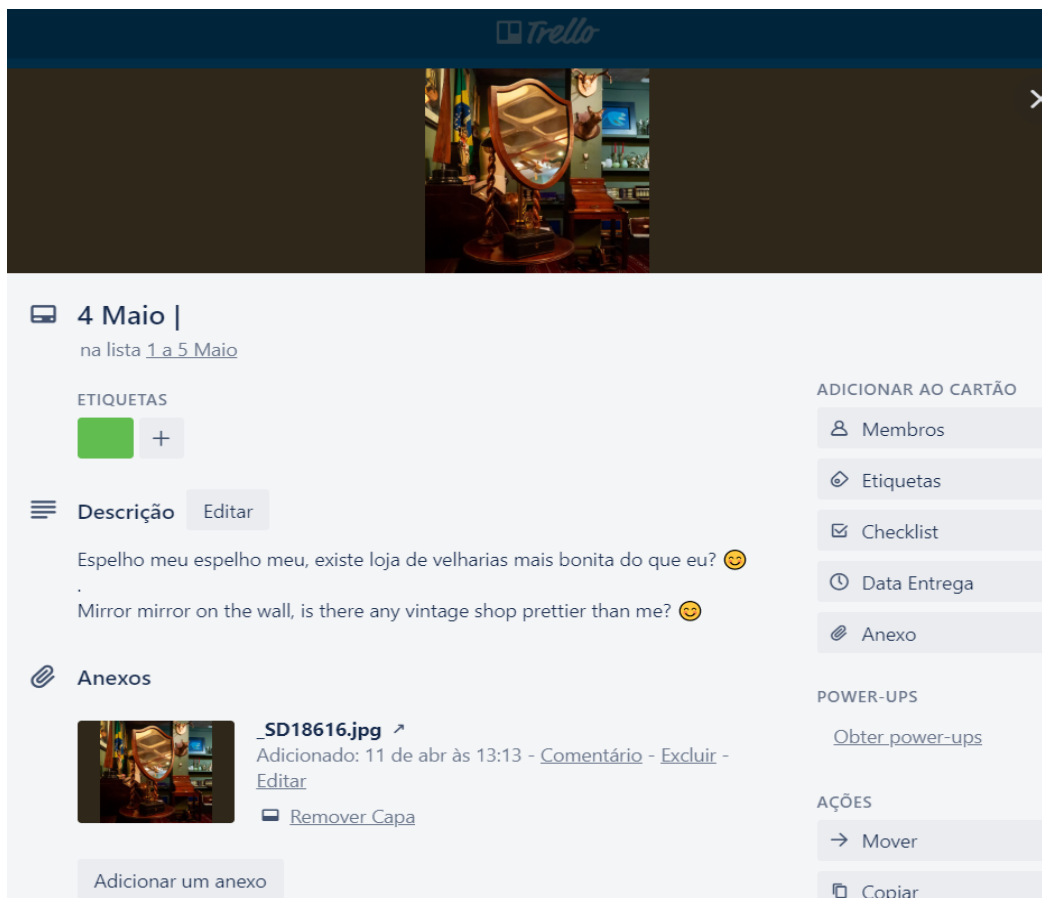 Trello
4 Maio |
na lista 1 a 5 Maio
ETIQUETAS
+
Descrição Editar
Espelho meu espelho meu, existe loja de velharias mais bonita do que eu? 😊
.
Mirror mirror on the wall, is there any vintage shop prettier than me? 😊
Anexos
_SD18616.jpg ↗
Adicionado: 11 de abr às 13:13 - Comentário - Excluir -
Editar
Remover Capa
Adicionar um anexo
ADICIONAR AO CARTÃO
Membros
Etiquetas
Checklist
Data Entrega
Anexo
POWER-UPS
Obter power-ups
AÇÕES
Mover
Copiar